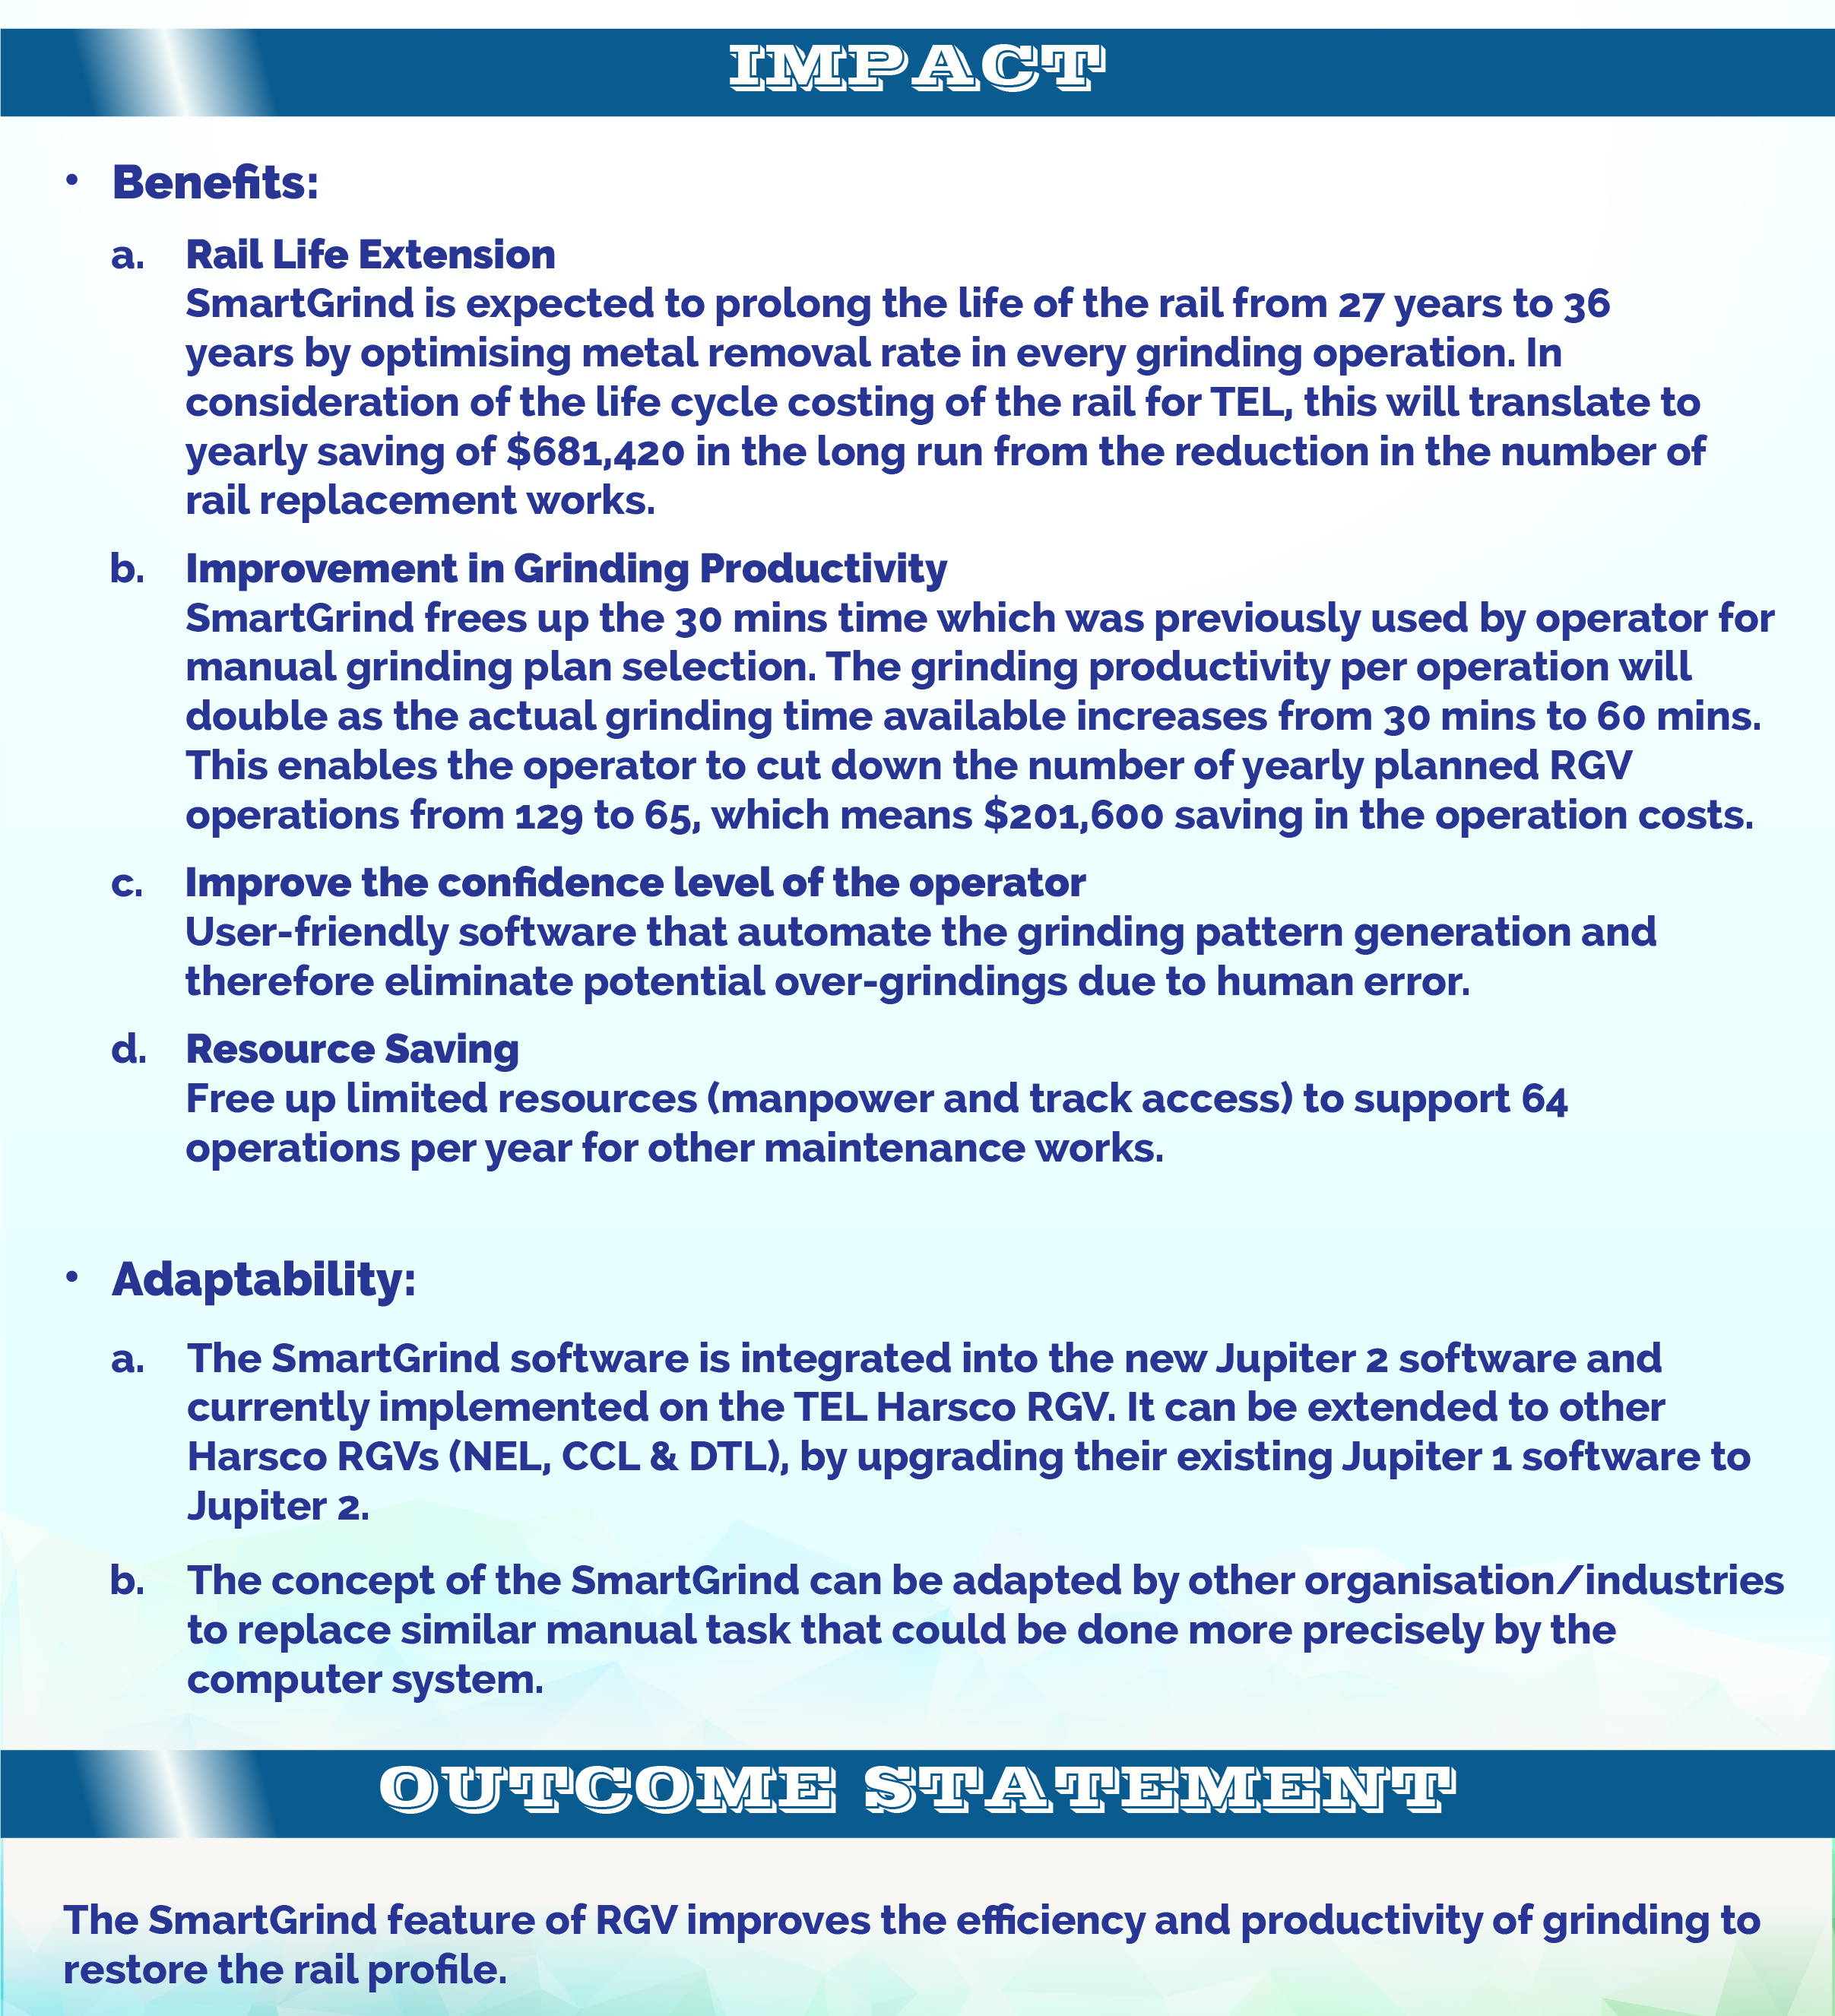 IMPACT
• Benefits:
a. Rail Life Extension
SmartGrind is expected to prolong the life of the rail from 27 years to 36
years by optimising metal removal rate in every grinding operation. In
consideration of the life cycle costing of the rail for TEL, this will translate to
yearly saving of $681,420 in the long run from the reduction in the number of
rail replacement works.
b. Improvement in Grinding Productivity
SmartGrind frees up the 30 mins time which was previously used by operator for
manual grinding plan selection. The grinding productivity per operation will
double as the actual grinding time available increases from 30 mins to 60 mins.
This enables the operator to cut down the number of yearly planned RGV
operations from 129 to 65, which means $201,600 saving in the operation costs.
c. Improve the confidence level of the operator
User-friendly software that automate the grinding pattern generation and
therefore eliminate potential over-grindings due to human error.
d. Resource Saving
Free up limited resources (manpower and track access) to support 64
operations per year for other maintenance works.
• Adaptability:
a. The SmartGrind software is integrated into the new Jupiter 2 software and
currently implemented on the TEL Harsco RGV. It can be extended to other
Harsco RGVs (NEL, CCL & DTL), by upgrading their existing Jupiter 1 software to
Jupiter 2.
b. The concept of the SmartGrind can be adapted by other organisation/industries
to replace similar manual task that could be done more precisely by the
computer system.
OUTCOME STATEMENT
The SmartGrind feature of RGV improves the efficiency and productivity of grinding to
restore the rail profile.